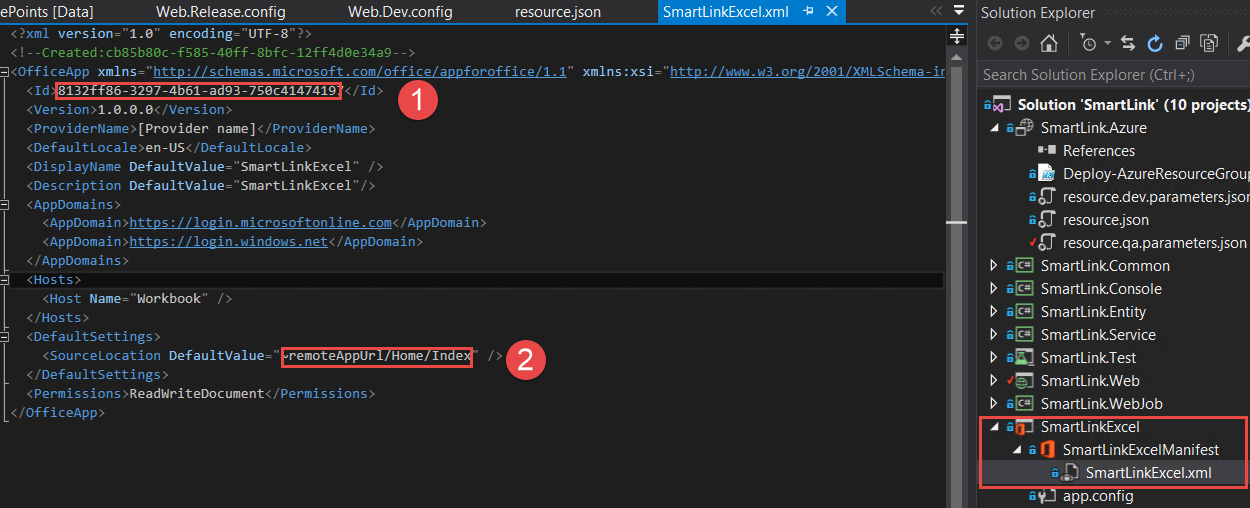 ePoints [Data]
Web.Release.config
Web.Dev.config
resource.json
SmartLinkExcel.xml
<?xml version="1.0" encoding="UTF-8"?>
<!--Created:cb85b80c-f585-40ff-8bfc-12ff4d0e34a9-->
<OfficeApp xmlns="http://schemas.microsoft.com/office/appforoffice/1.1" xmlns:xsi="http://www.w3.org/2001/XMLSchema-in
<Id>8132ff86-3297-4b61-ad93-750c41474197</Id>
1
<Version>1.0.0.0</Version>
<ProviderName>[Provider name]</ProviderName>
<DefaultLocale>en-US</DefaultLocale>
<DisplayName DefaultValue="SmartLinkExcel" />
<Description DefaultValue="SmartLinkExcel"/>
<AppDomains>
<AppDomain>https://login.microsoftonline.com</AppDomain>
<AppDomain>https://login.windows.net</AppDomain>
</AppDomains>
<Hosts>
<Host Name="Workbook" />
</Hosts>
<DefaultSettings>
<SourceLocation DefaultValue="~remoteAppUrl/Home/Index" />
2
</DefaultSettings>
<Permissions>ReadWriteDocument</Permissions>
</OfficeApp>
Solution Explorer
Search Solution Explorer (Ctrl+;)
Solution 'SmartLink' (10 projects)
SmartLink.Azure
References
Deploy-AzureResourceGroup
resource.dev.parameters.json
resource.json
resource.qa.parameters.json
SmartLink.Common
SmartLink.Console
SmartLink.Entity
SmartLink.Service
SmartLink.Test
SmartLink.Web
SmartLink.WebJob
SmartLinkExcel
SmartLinkExcelManifest
SmartLinkExcel.xml
app.config